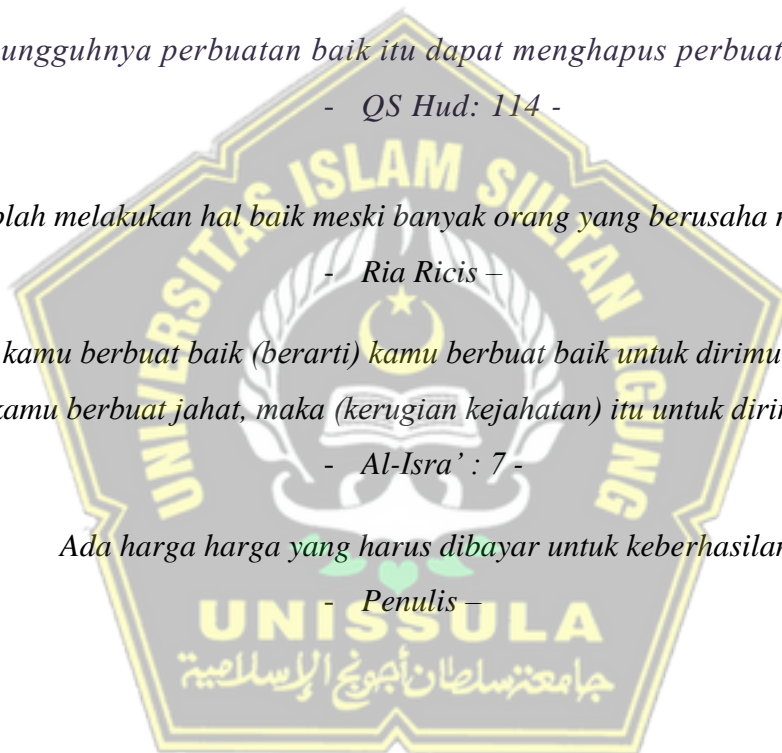 ungguhnya perbuatan baik itu dapat menghapus perbuat
- QS Hud: 114 -
lah melakukan hal baik meski banyak orang yang berusaha
- Ria Ricis –
kamu berbuat baik (berarti) kamu berbuat baik untuk dirimu
kamu berbuat jahat, maka (kerugian kejahatan) itu untuk diri
- Al-Isra’ : 7 -
Ada harga harga yang harus dibayar untuk keberhasilan
- Penulis –
UNIVERSITAS ISLAM SULTAN AGUNG
UNISSULA
جامعة سلطان أجونج الإسلامية